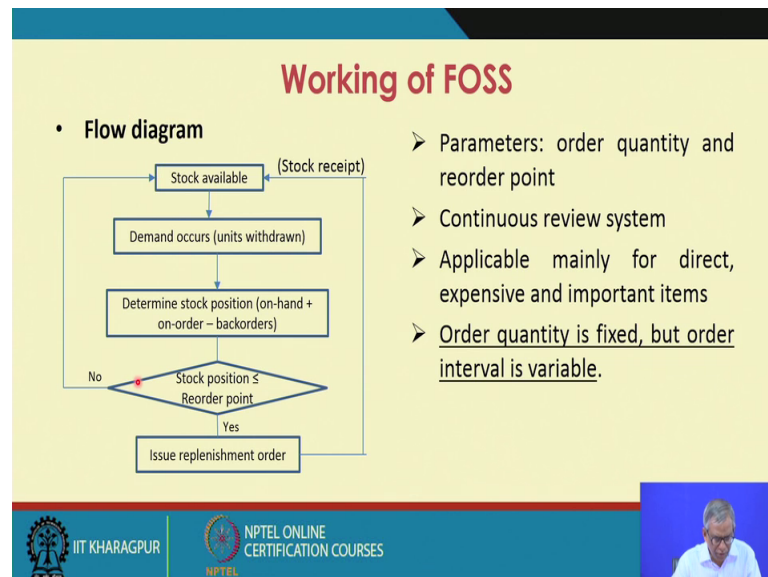 Working of FOSS
• Flow diagram
(Stock receipt)
Stock available
Demand occurs (units withdrawn)
Determine stock position (on-hand +
on-order – backorders)
No
Stock position ≤
Reorder point
Yes
Issue replenishment order
➢ Parameters: order quantity and
reorder point
➢ Continuous review system
➢ Applicable mainly for direct,
expensive and important items
➢ Order quantity is fixed, but order
interval is variable.
IIT KHARAGPUR
NPTEL
NPTEL ONLINE
CERTIFICATION COURSES